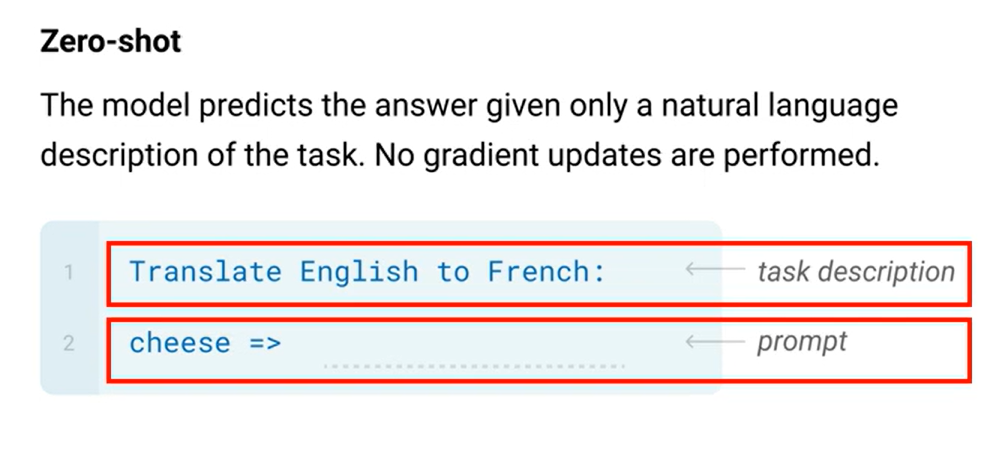 Zero-shot
The model predicts the answer given only a natural language
description of the task. No gradient updates are performed.
1 Translate English to French: task description
2 cheese => prompt